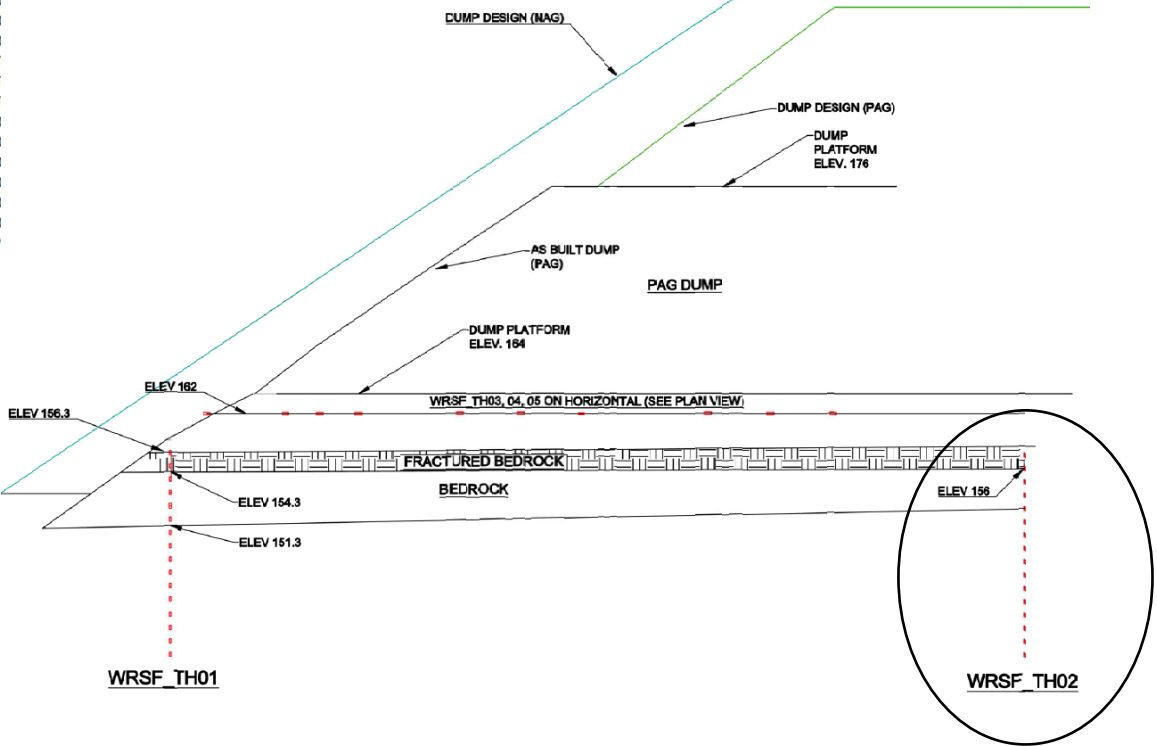 DUMP DESIGN (NAG)
DUMP DESIGN (PAG)
DUMP
PLATFORM
ELEV. 176
AS BUILT DUMP
(PAG)
PAG DUMP
DUMP PLATFORM
ELEV. 164
ELEV 162
WRSF_TH03, 04, 05 ON HORIZONTAL (SEE PLAN VIEW)
ELEV 156.3
FRACTURED BEDROCK
BEDROCK
ELEV 156
ELEV 154.3
ELEV 151.3
WRSF_TH01
WRSF_TH02